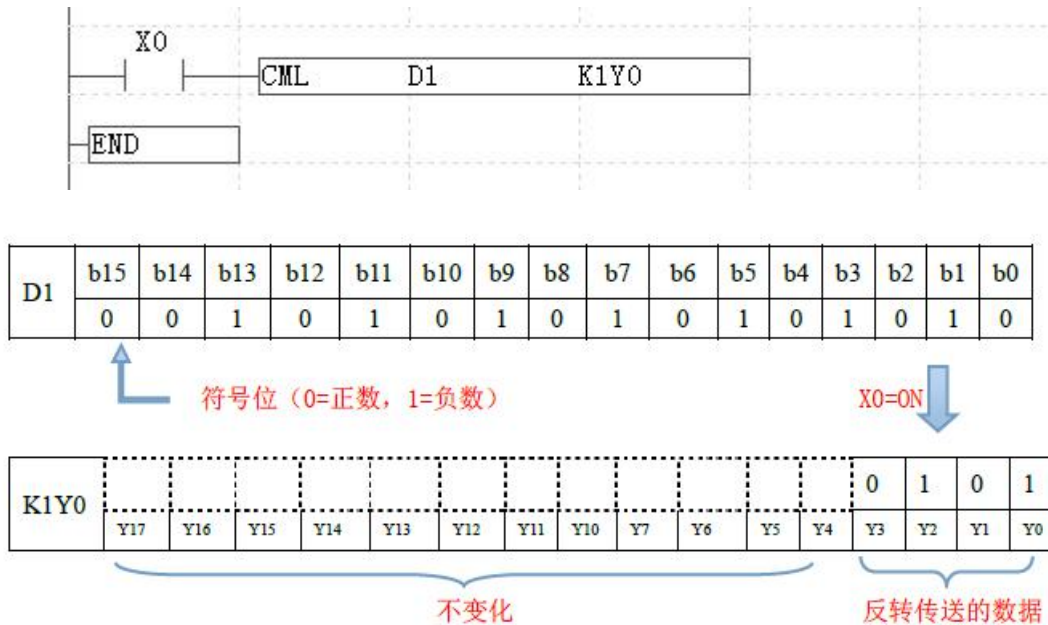 X0
CML D1 K1Y0
END
D1 b15 b14 b13 b12 b11 b10 b9 b8 b7 b6 b5 b4 b3 b2 b1 b0
0 0 1 0 1 0 1 0 1 0 1 0 1 0 1 0
符号位（0=正数，1=负数）
X0=ON
K1Y0 0 1 0 1
Y17 Y16 Y15 Y14 Y13 Y12 Y11 Y10 Y7 Y6 Y5 Y4 Y3 Y2 Y1 Y0
不变化
反转传送的数据